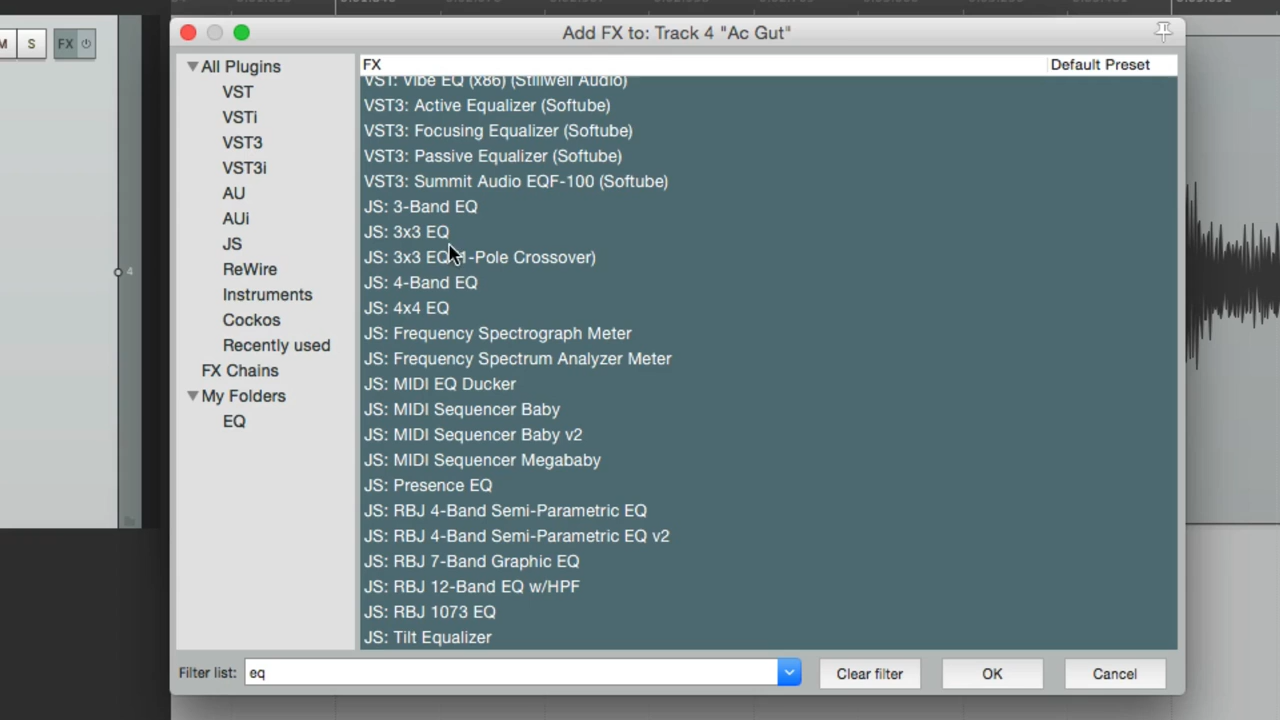 Add FX to: Track 4 "Ac Gut"
M S FX
4
All Plugins
VST
VSTi
VST3
VST3i
AU
AUi
JS
ReWire
Instruments
Cockos
Recently used
FX Chains
My Folders
EQ
FX Default Preset
VST: Vibe EQ (x86) (Stillwell Audio)
VST3: Active Equalizer (Softube)
VST3: Focusing Equalizer (Softube)
VST3: Passive Equalizer (Softube)
VST3: Summit Audio EQF-100 (Softube)
JS: 3-Band EQ
JS: 3x3 EQ
JS: 3x3 EQ (1-Pole Crossover)
JS: 4-Band EQ
JS: 4x4 EQ
JS: Frequency Spectrograph Meter
JS: Frequency Spectrum Analyzer Meter
JS: MIDI EQ Ducker
JS: MIDI Sequencer Baby
JS: MIDI Sequencer Baby v2
JS: MIDI Sequencer Megababy
JS: Presence EQ
JS: RBJ 4-Band Semi-Parametric EQ
JS: RBJ 4-Band Semi-Parametric EQ v2
JS: RBJ 7-Band Graphic EQ
JS: RBJ 12-Band EQ w/HPF
JS: RBJ 1073 EQ
JS: Tilt Equalizer
Filter list: eq Clear filter OK Cancel